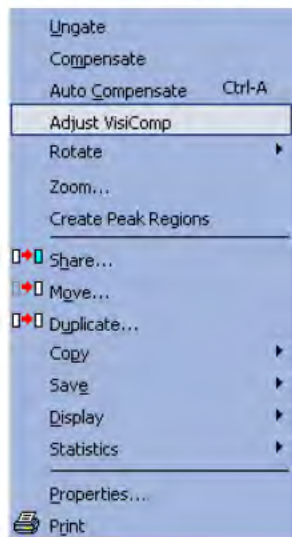 Ungate
Compensate
Auto Compensate Ctrl-A
Adjust VisiComp
Rotate
Zoom...
Create Peak Regions
Share...
Move...
Duplicate...
Copy
Save
Display
Statistics
Properties...
Print